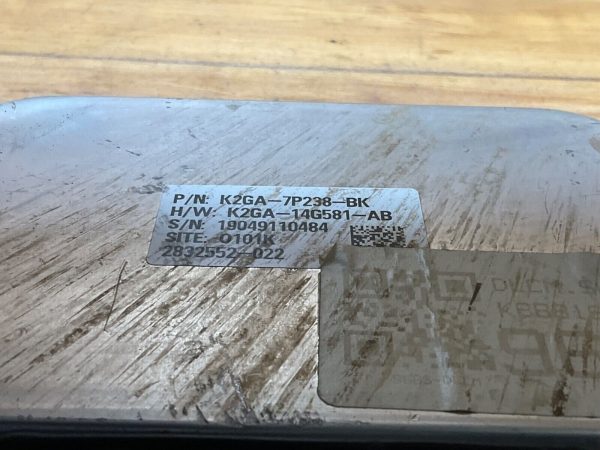 P/N: K2GA-7P238-BK
H/W: K2GA-14G581-AB
S/N: 19049110484
SITE: O101K
2832552-022